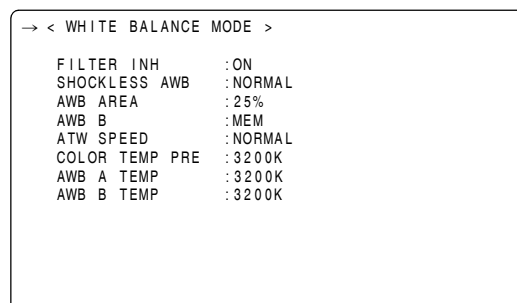 → < WHITE BALANCE MODE >
FILTER INH :ON
SHOCKLESS AWB :NORMAL
AWB AREA :25%
AWB B :MEM
ATW SPEED :NORMAL
COLOR TEMP PRE :3200K
AWB A TEMP :3200K
AWB B TEMP :3200K